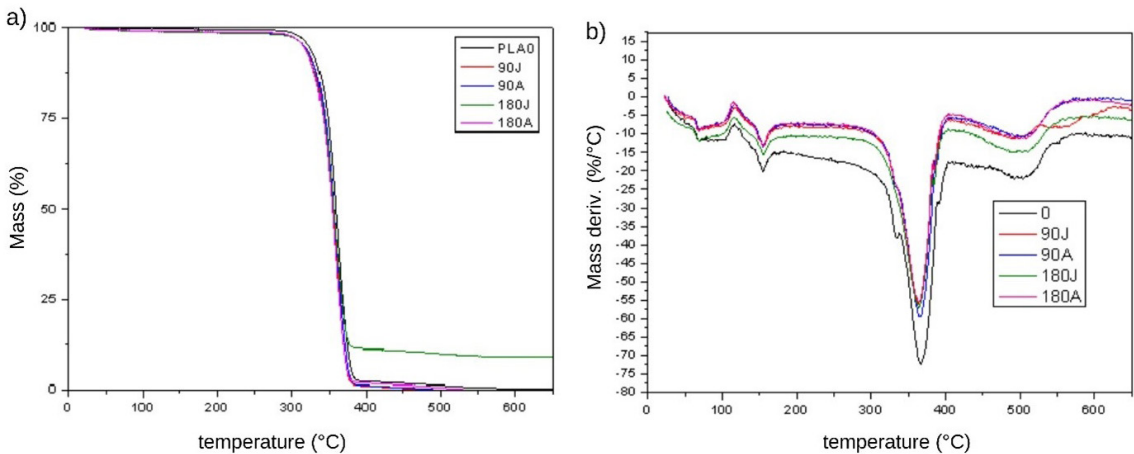 a)
100
75
50
25
0
Mass (%)
PLA0
90J
90A
180J
180A
0 100 200 300 400 500 600
temperature (°C)
b)
15
10
5
0
-5
-10
-15
-20
-25
-30
-35
-40
-45
-50
-55
-60
-65
-70
-75
-80
Mass deriv. (%/°C)
0
90J
90A
180J
180A
0 100 200 300 400 500 600
temperature (°C)